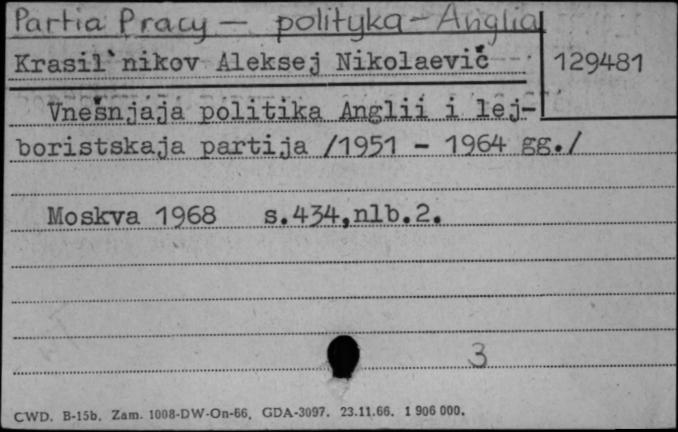 Partia Pracy — polityka - Anglia
Krasil`nikov Aleksej Nikolaevič 129481
Vnešnjaja politika Anglii i lej-
boristskaja partija /1951 - 1964 gg./
Moskva 1968 s.434,nlb.2.
3
CWD. B-15b. Zam. 1008-DW-On-66. GDA-3097. 23.11.66. 1 906 000.